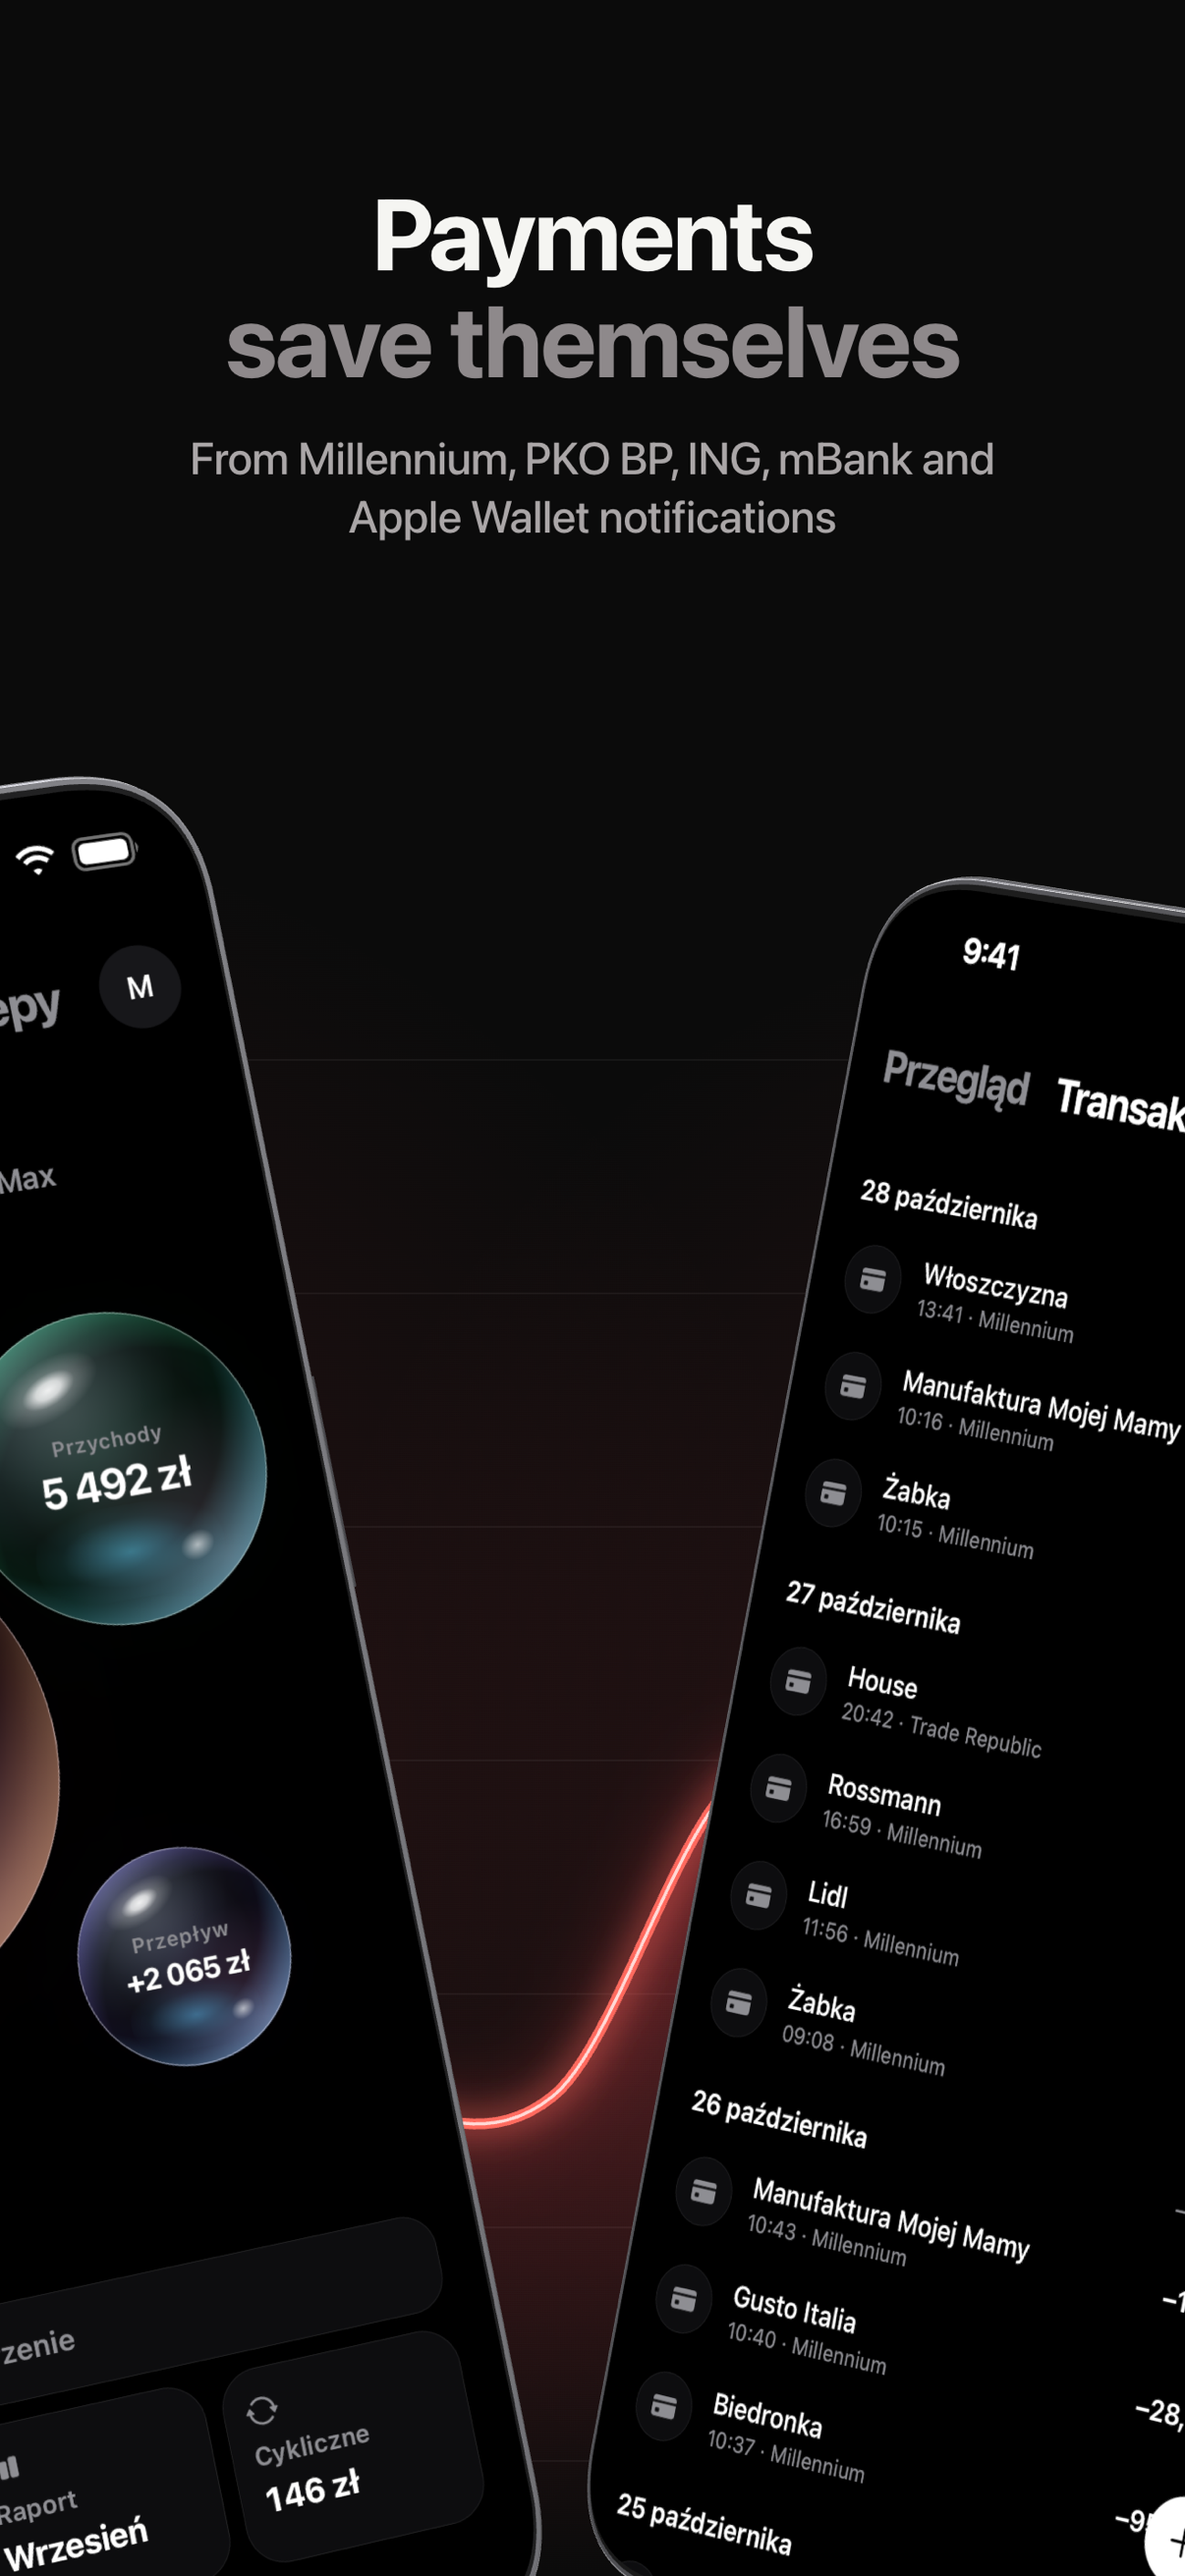 Payments
save themselves
From Millennium, PKO BP, ING, mBank and
Apple Wallet notifications
M
Max
Przychody
5 492 zł
Przepływ
+2 065 zł
Cykliczne
146 zł
Raport
Wrzesień
9:41
Przegląd Transak
28 października
Włoszczyzna
13:41 · Millennium
Manufaktura Mojej Mamy
10:16 · Millennium
Żabka
10:15 · Millennium
27 października
House
20:42 · Trade Republic
Rossmann
16:59 · Millennium
Lidl
11:56 · Millennium
Żabka
09:08 · Millennium
26 października
Manufaktura Mojej Mamy
10:43 · Millennium
Gusto Italia
10:40 · Millennium
−28,
Biedronka
10:37 · Millennium
25 października